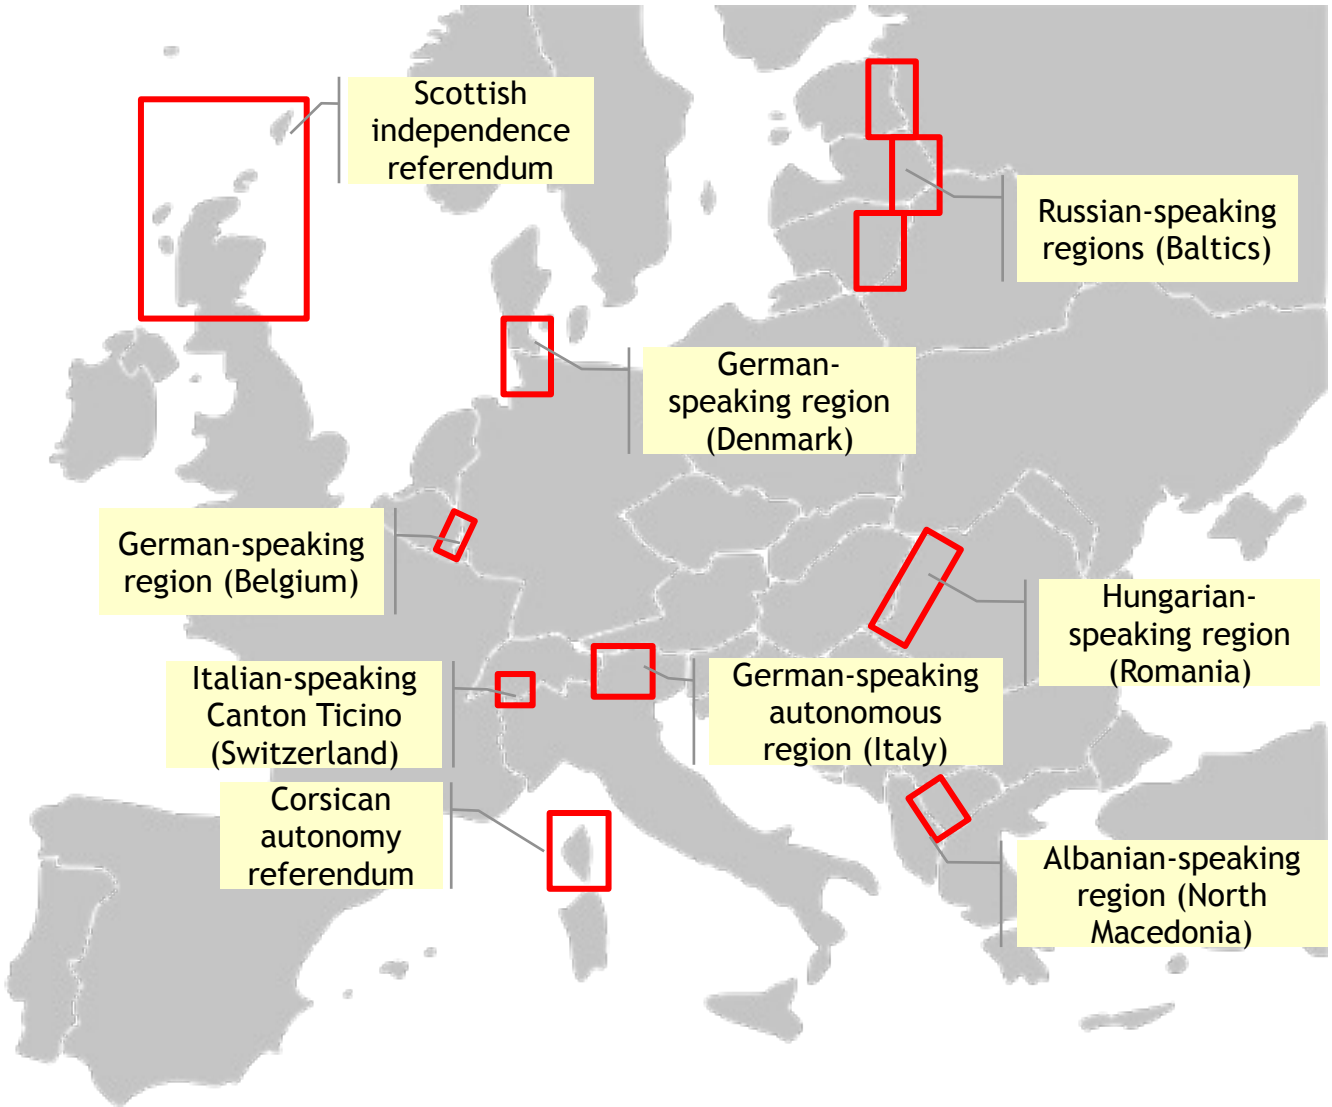 Scottish
independence
referendum
Russian-speaking
regions (Baltics)
German-
speaking region
(Denmark)
German-speaking
region (Belgium)
Hungarian-
speaking region
(Romania)
Italian-speaking
Canton Ticino
(Switzerland)
German-speaking
autonomous
region (Italy)
Corsican
autonomy
referendum
Albanian-speaking
region (North
Macedonia)